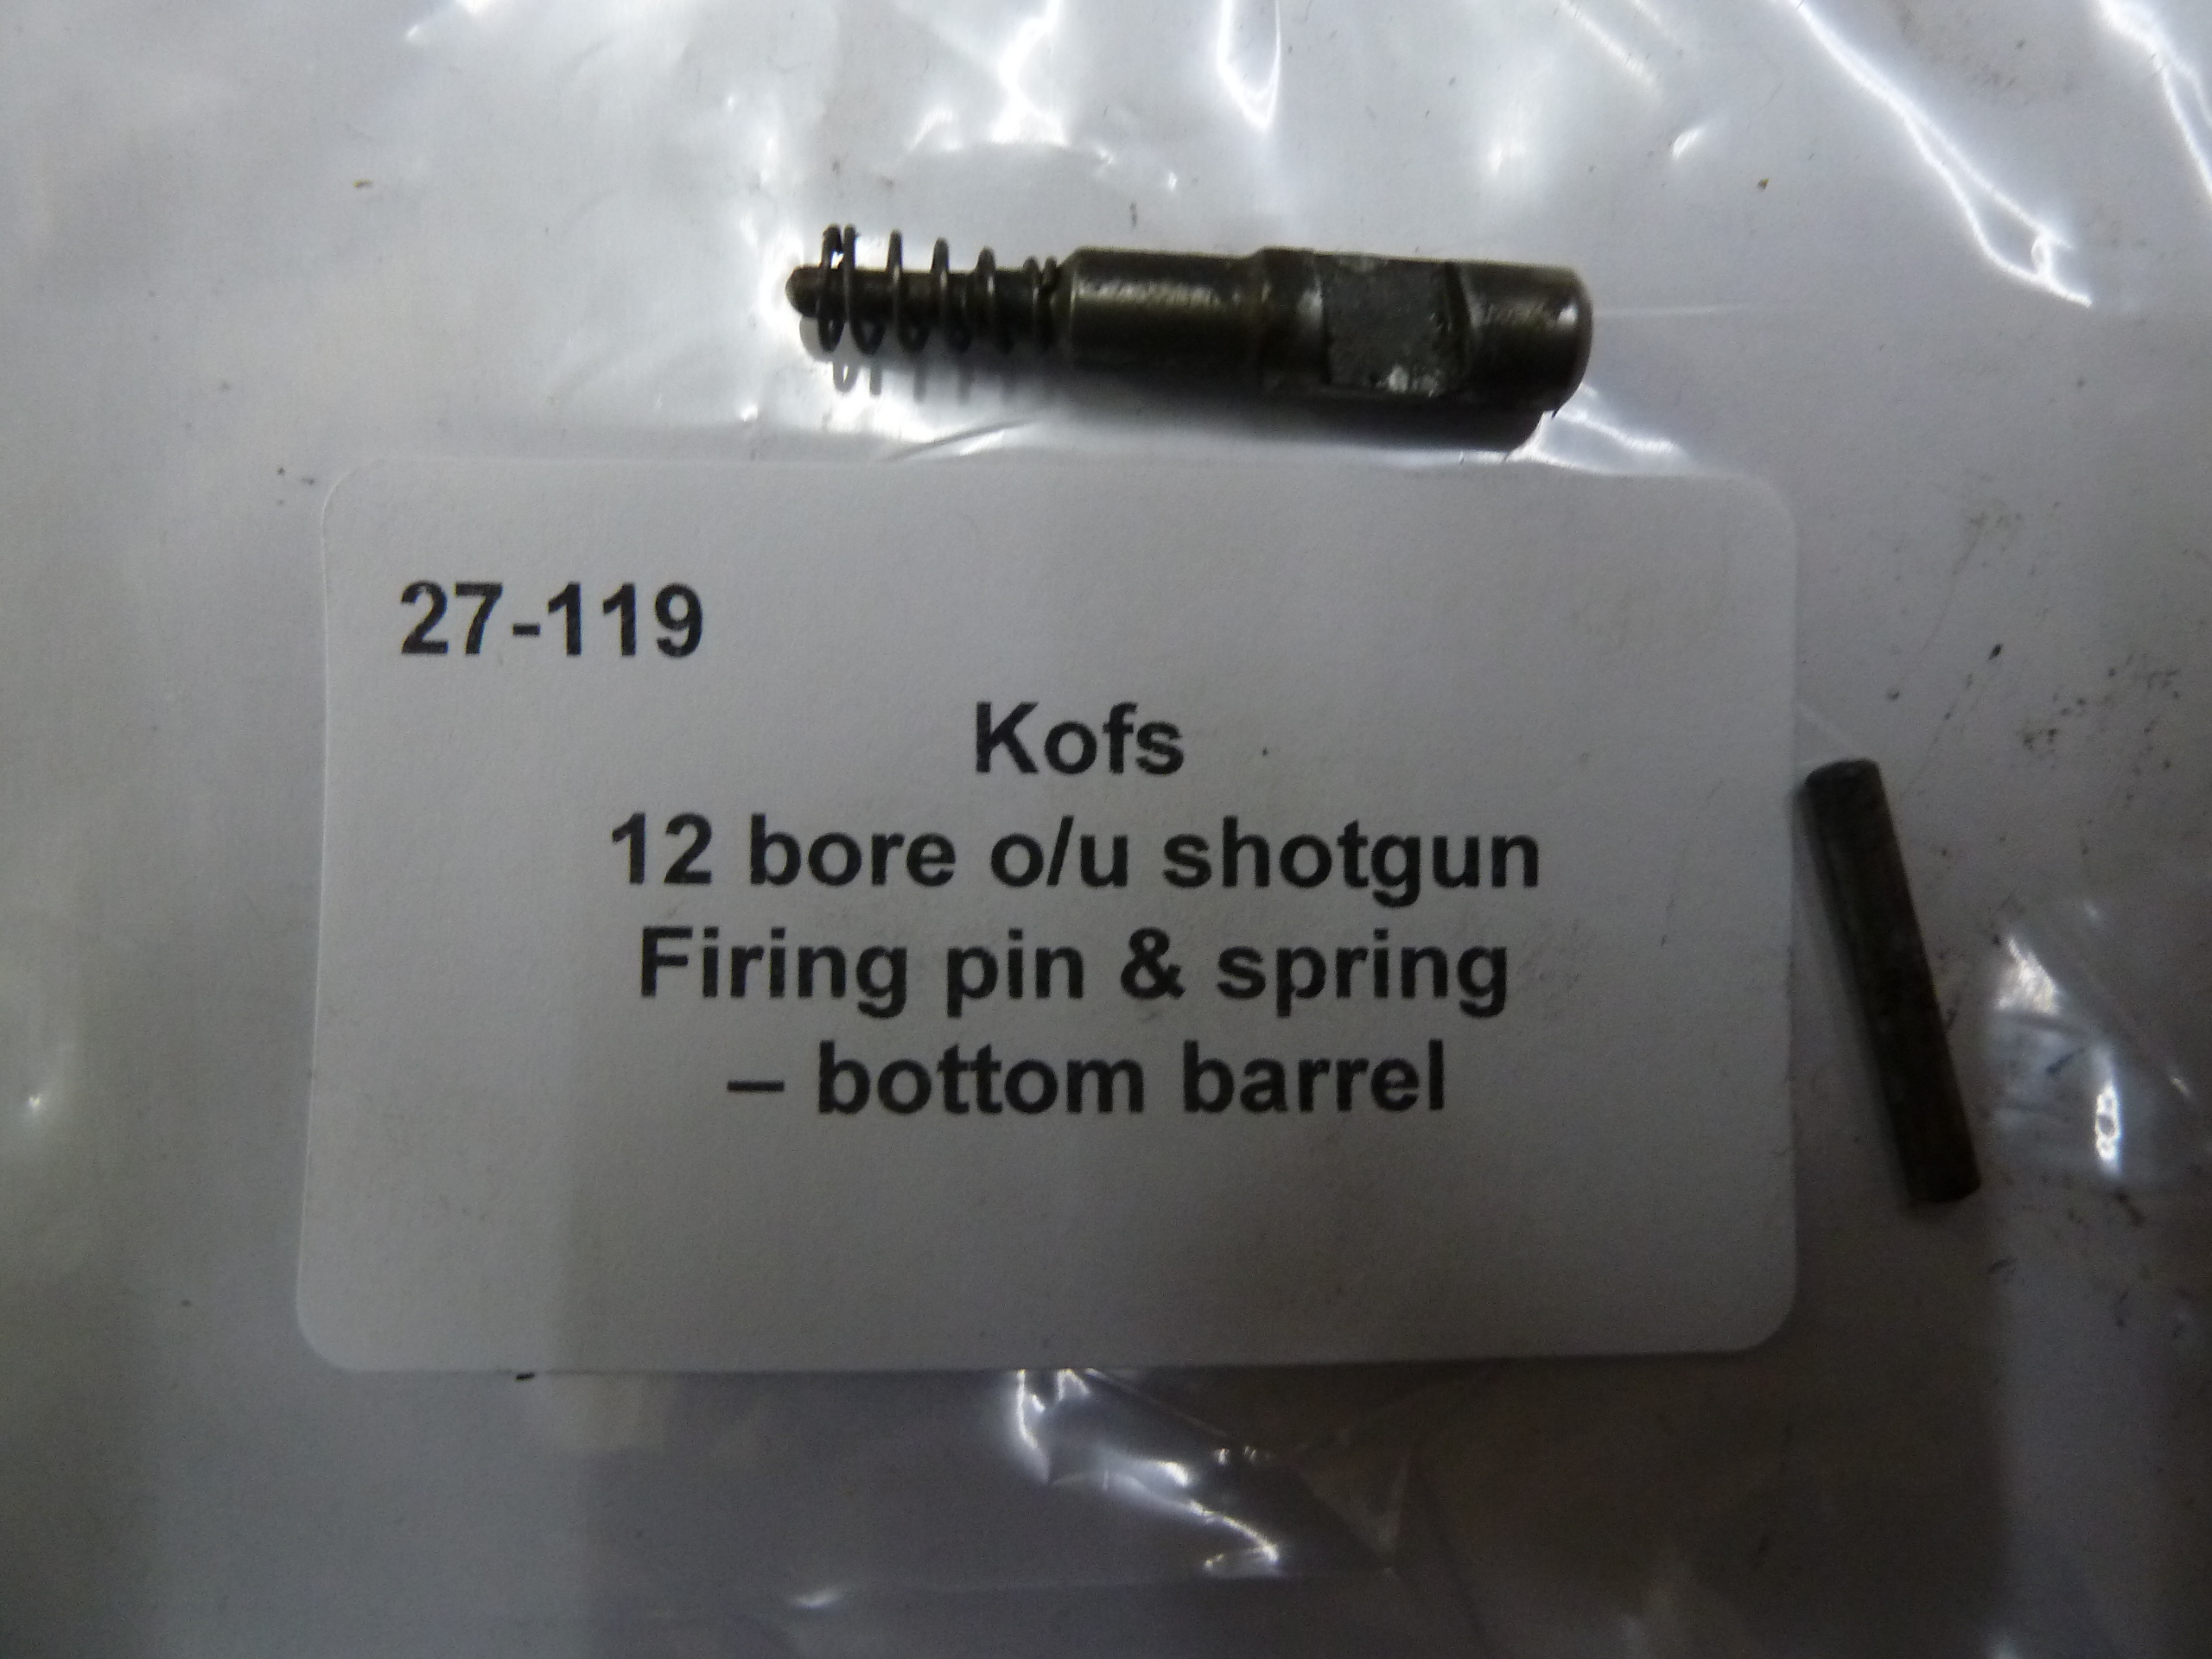 27-119
Kofs
12 bore o/u shotgun
Firing pin & spring
– bottom barrel